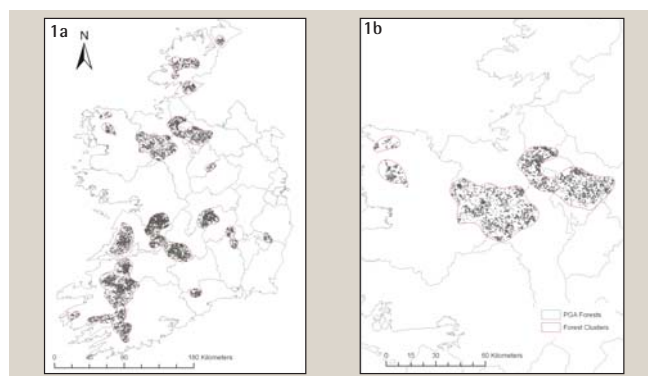 1a
N
0 45 90 180 Kilometers
1b
PGA Forests
Forest Clusters
0 15 30 60 Kilometers